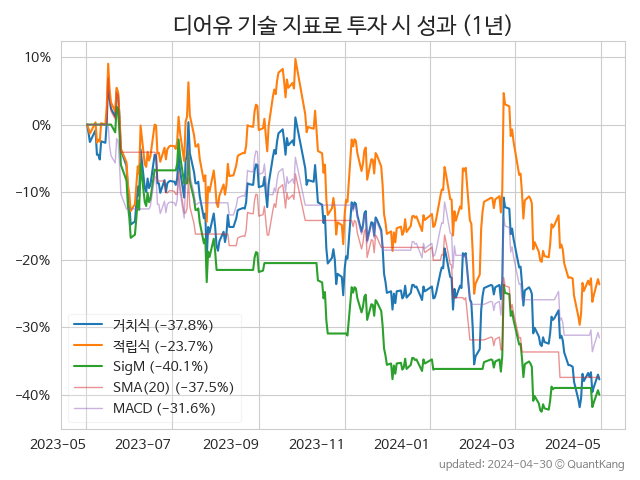 디어유 기술 지표로 투자 시 성과 (1년)
10%
0%
−10%
−20%
−30%
−40%
거치식 (−37.8%)
적립식 (−23.7%)
SigM (−40.1%)
SMA(20) (−37.5%)
MACD (−31.6%)
2023-05
2023-07
2023-09
2023-11
2024-01
2024-03
2024-05
updated: 2024-04-30 © QuantKang